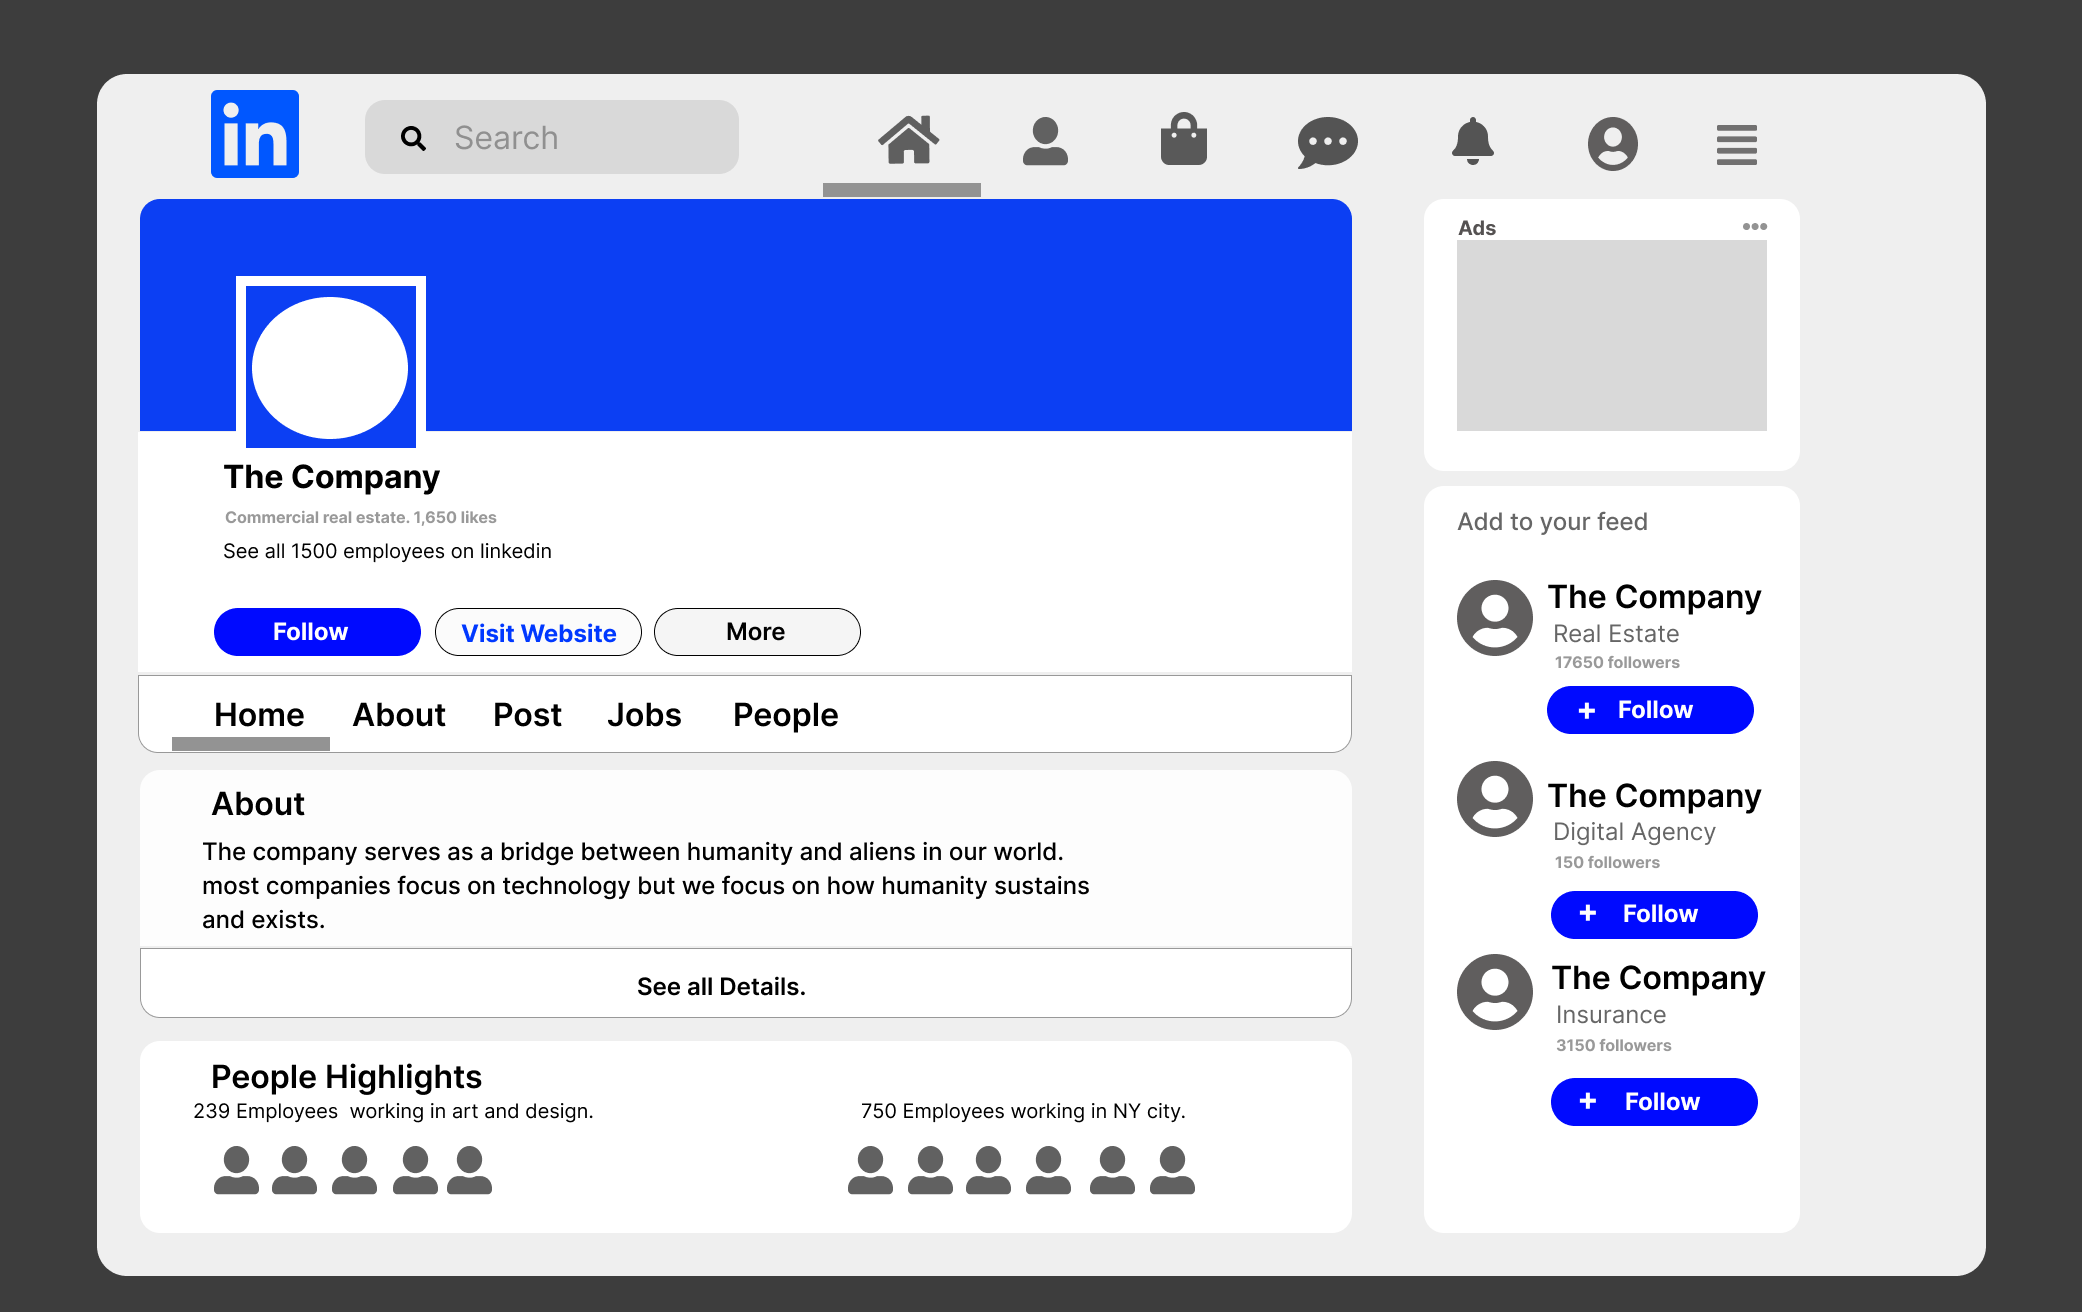 in
Search
The Company
Commercial real estate. 1,650 likes
See all 1500 employees on linkedin
Follow
Visit Website
More
Home
About
Post
Jobs
People
About
The company serves as a bridge between humanity and aliens in our world.
most companies focus on technology but we focus on how humanity sustains
and exists.
See all Details.
People Highlights
239 Employees  working in art and design.
750 Employees working in NY city.
Ads
Add to your feed
The Company
Real Estate
17650 followers
+ Follow
The Company
Digital Agency
150 followers
+ Follow
The Company
Insurance
3150 followers
+ Follow